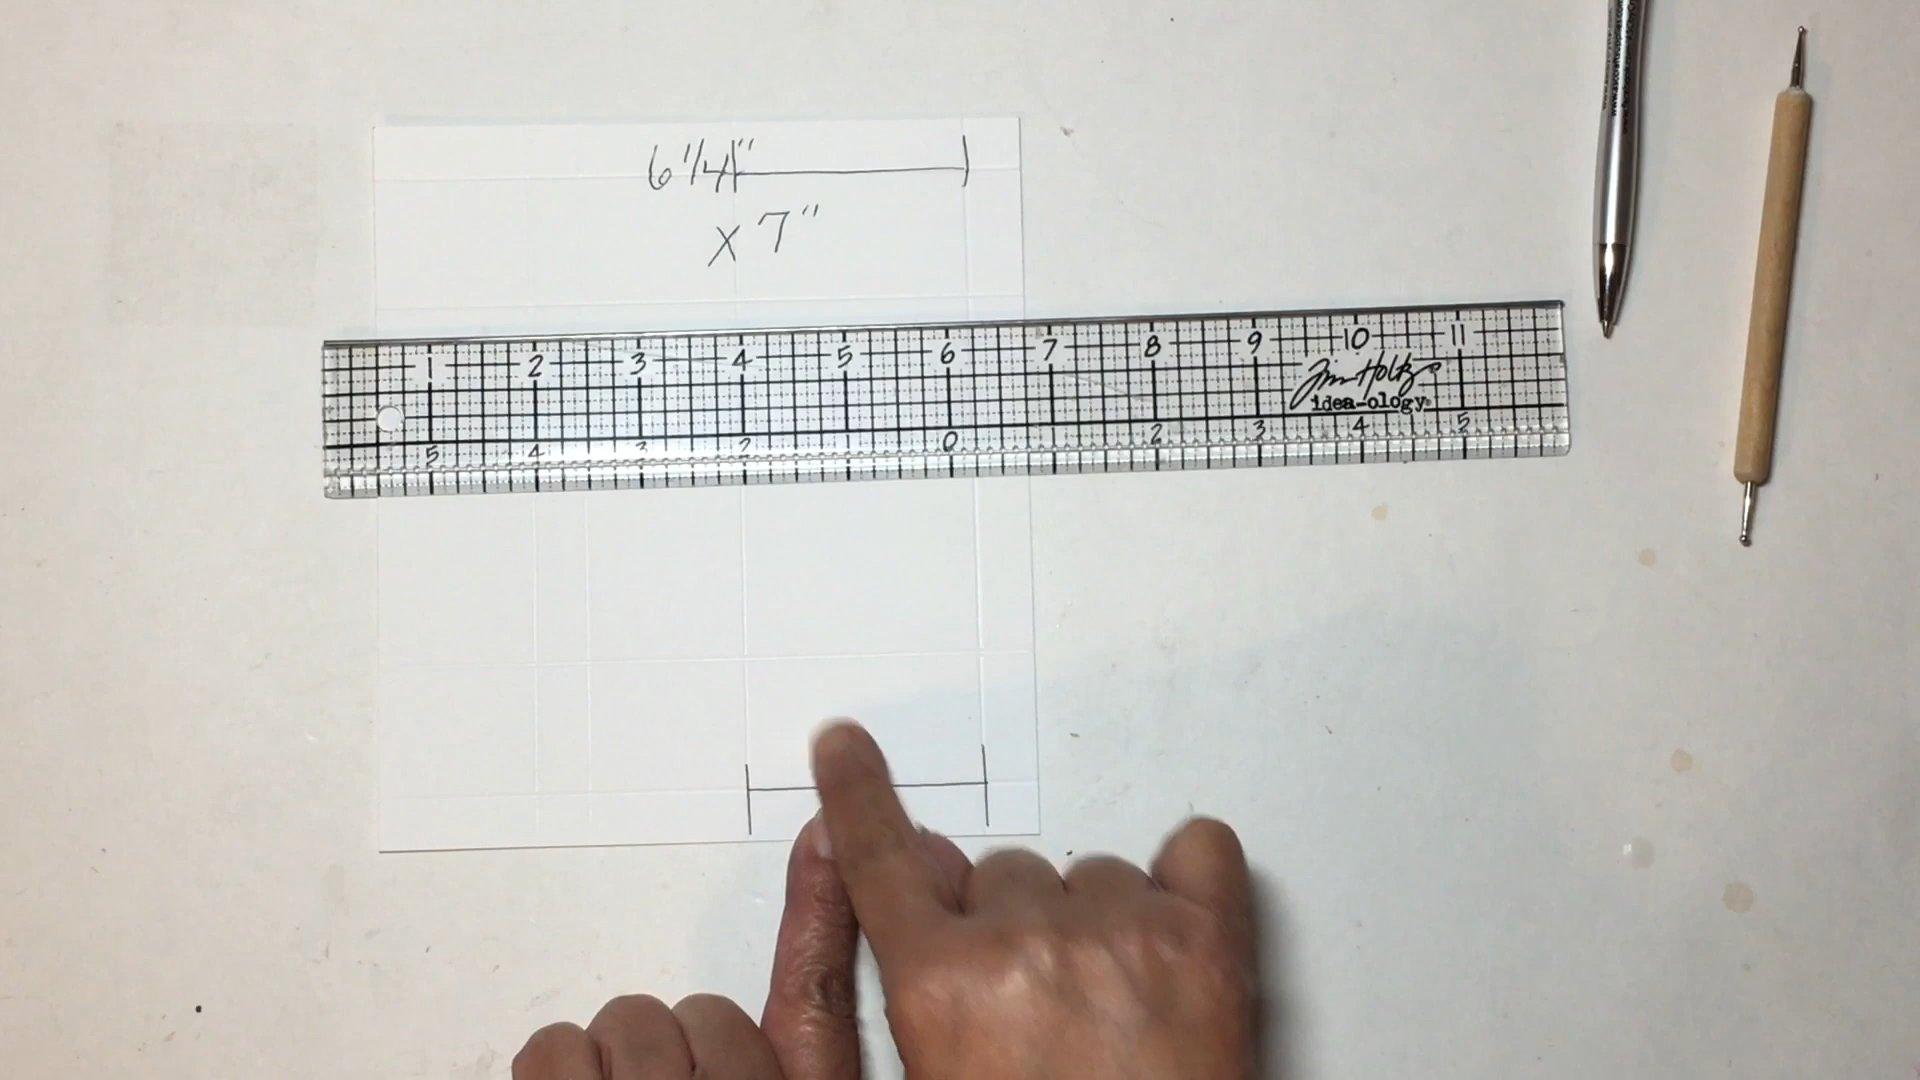 6 1/4"
x 7"
1 2 3 4 5 6 7 8 9 10 11
Tim Holtz
idea-ology
5 4 3 2 1 0 2 3 4 5